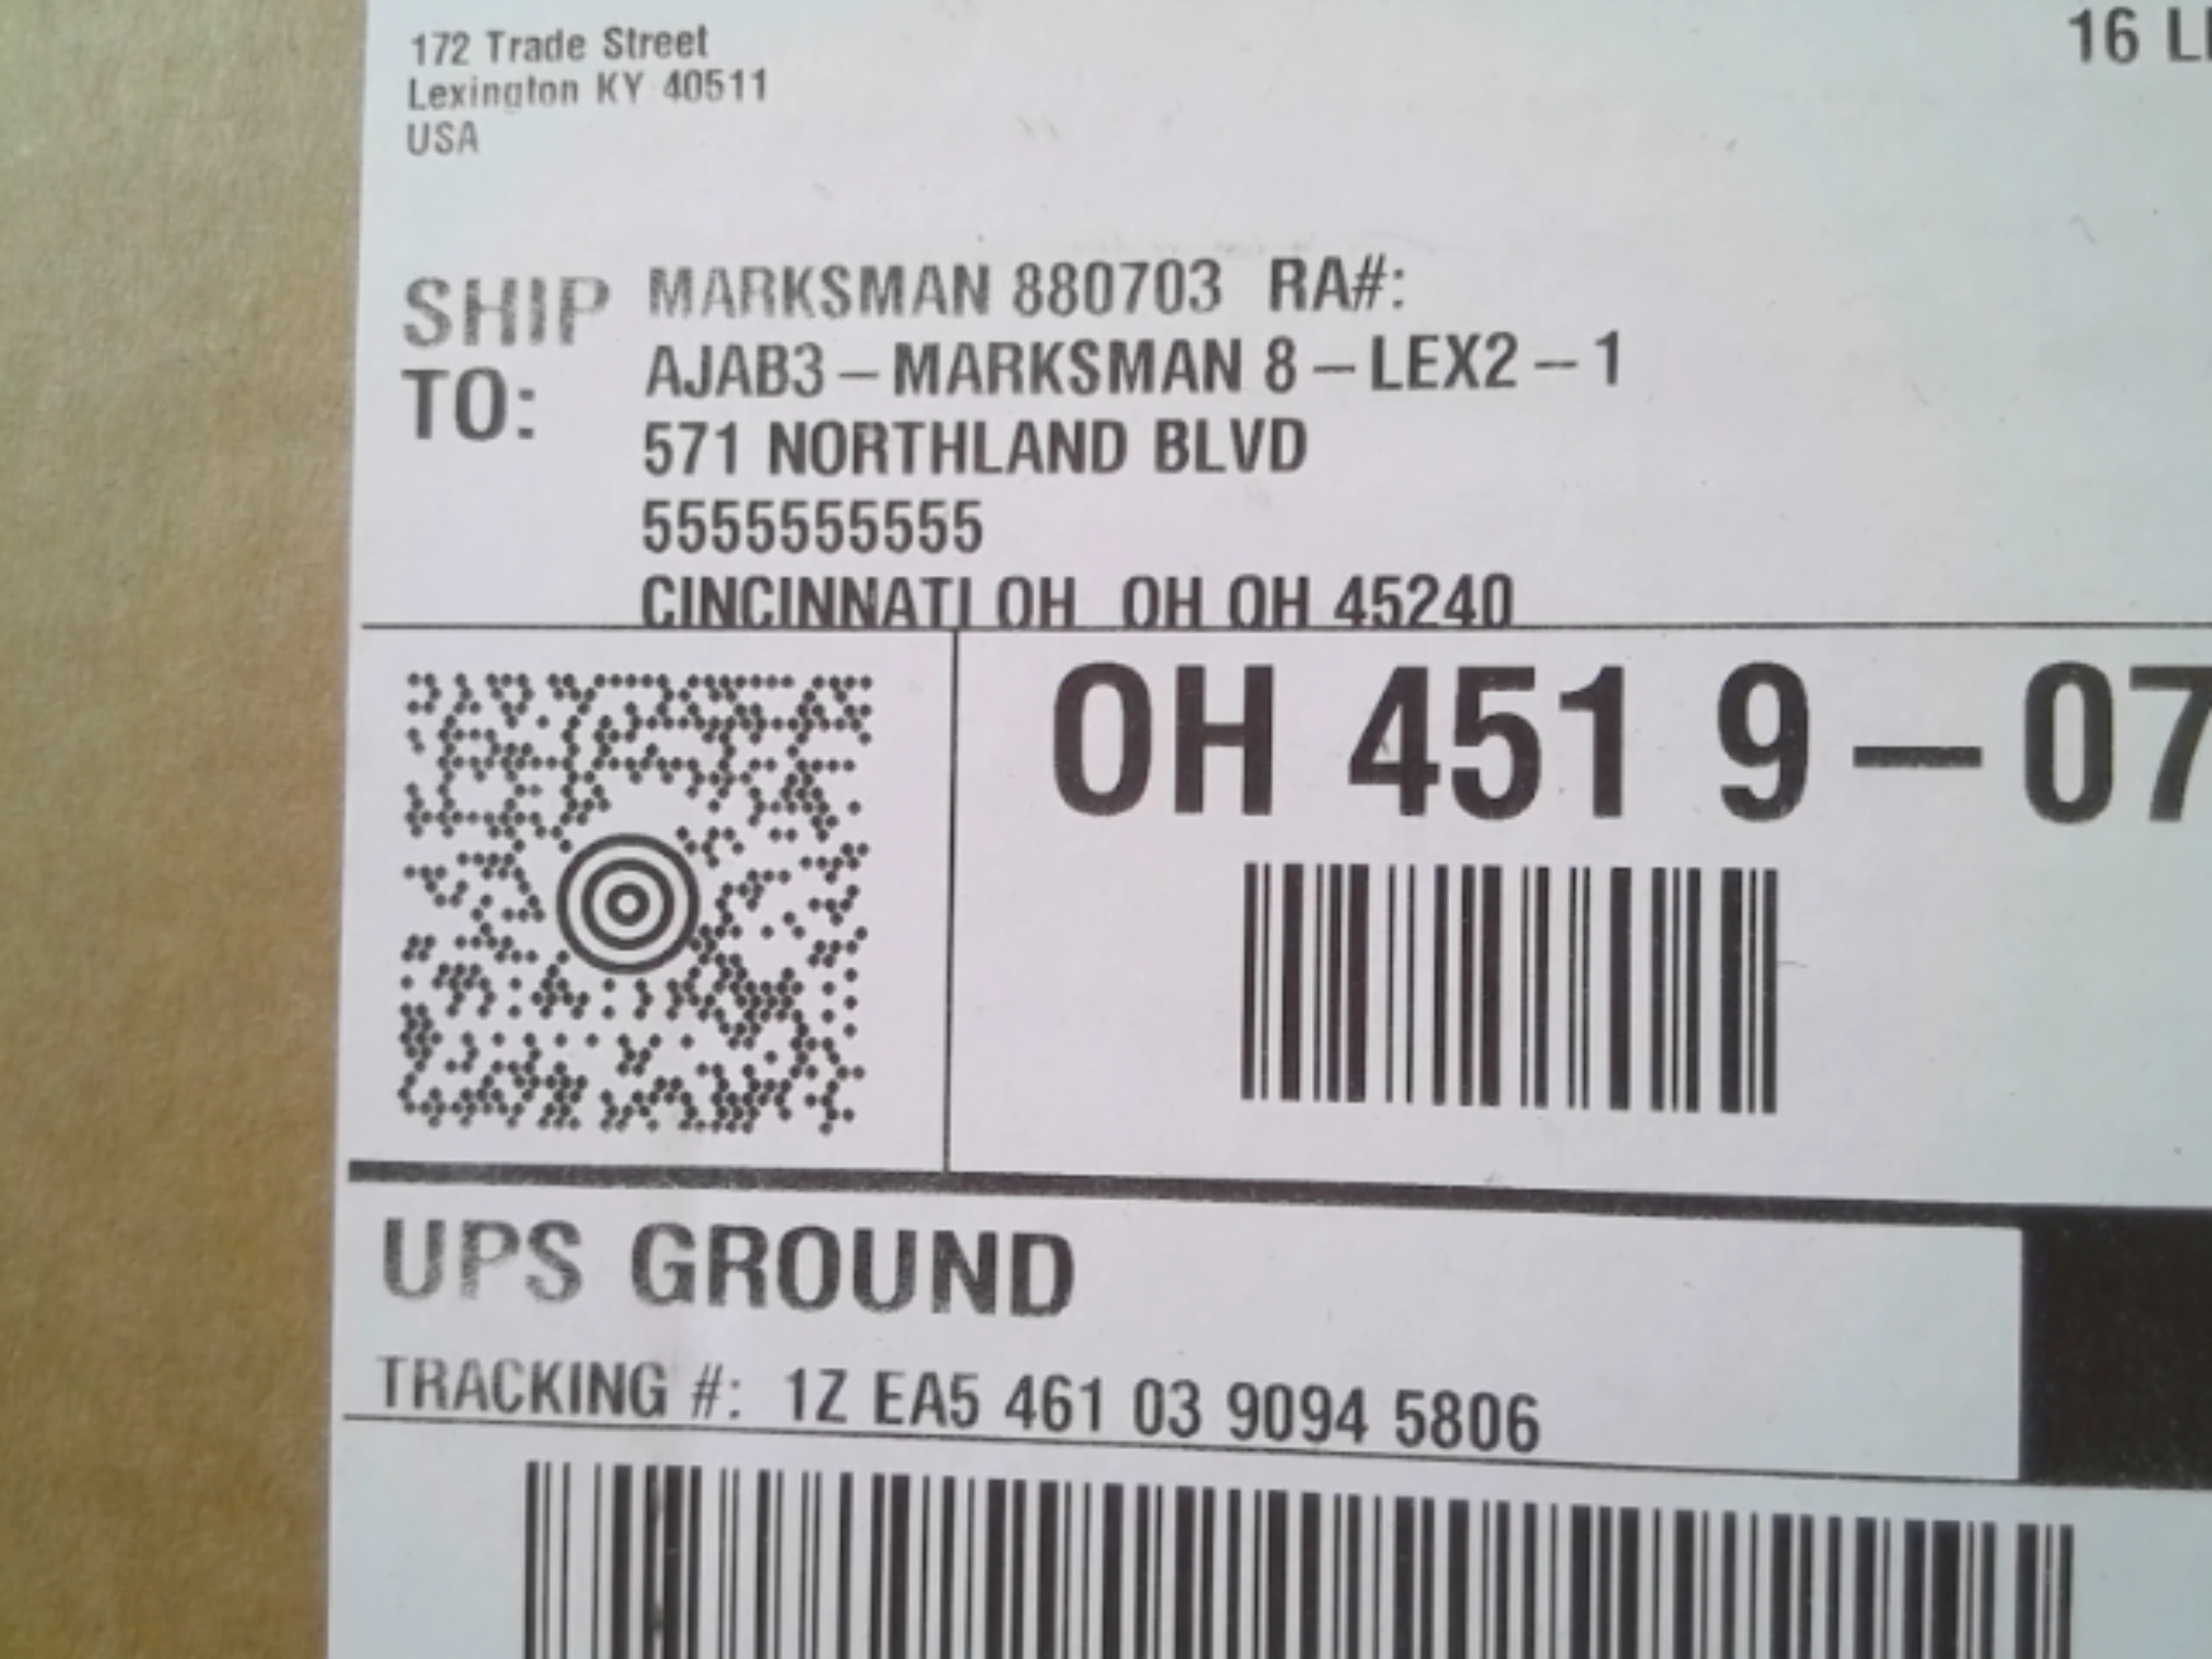 172 Trade Street
16 L
Lexington KY 40511
USA
SHIP TO:
MARKSMAN 880703 RA#:
AJAB3-MARKSMAN 8-LEX2-1
571 NORTHLAND BLVD
5555555555
CINCINNATI OH OH OH 45240
OH 451 9-07
UPS GROUND
TRACKING #: 1Z EA5 461 03 9094 5806